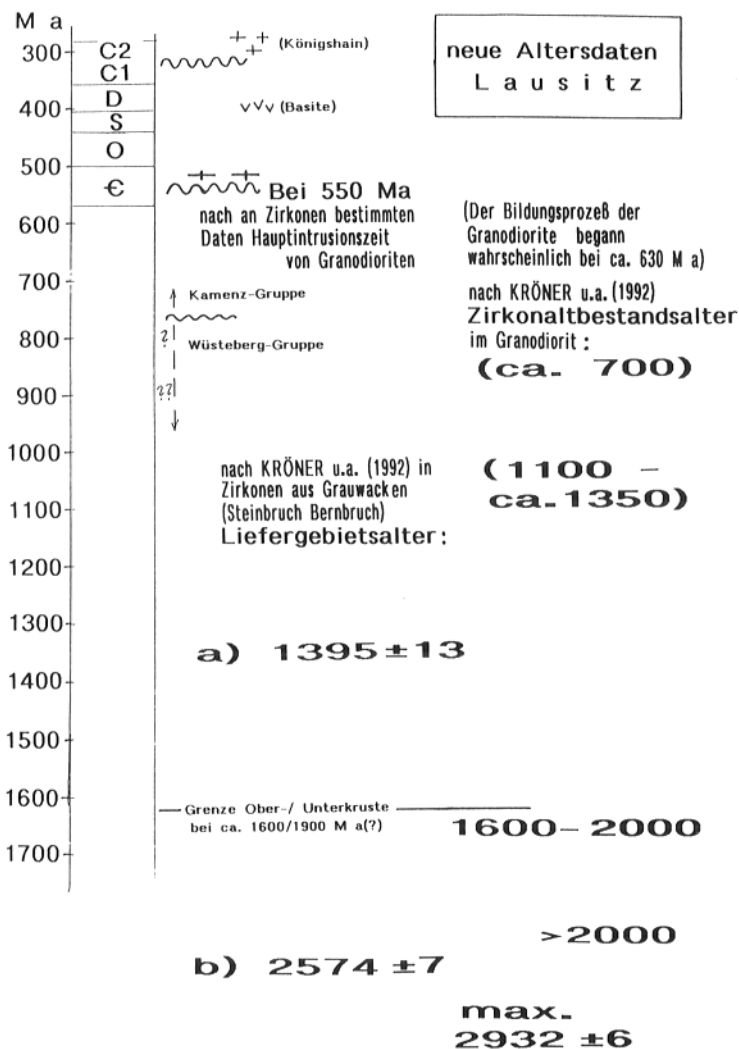 M a
neue Altersdaten
Lausitz
300
C2
C1
(Königshain)
D
400
S
(Basite)
O
500
Є
Bei 550 Ma
nach an Zirkonen bestimmten
Daten Hauptintrusionszeit
von Granodioriten
600
(Der Bildungsprozeß der
Granodiorite begann
wahrscheinlich bei ca. 630 M a)
700
Kamenz-Gruppe
nach KRÖNER u.a. (1992)
Zirkonaltbestandsalter
im Granodiorit :
(ca. 700)
800
?
Wüsteberg-Gruppe
900
??
1000
nach KRÖNER u.a. (1992) in
Zirkonen aus Grauwacken
(Steinbruch Bernbruch)
Liefergebietsalter :
(1100 –
ca. 1350)
1100
1200
1300
a) 1395 ±13
1400
1500
1600
Grenze Ober-/ Unterkruste
bei ca. 1600/1900 M a(?)
1600– 2000
1700
>2000
b) 2574 ±7
max.
2932 ±6